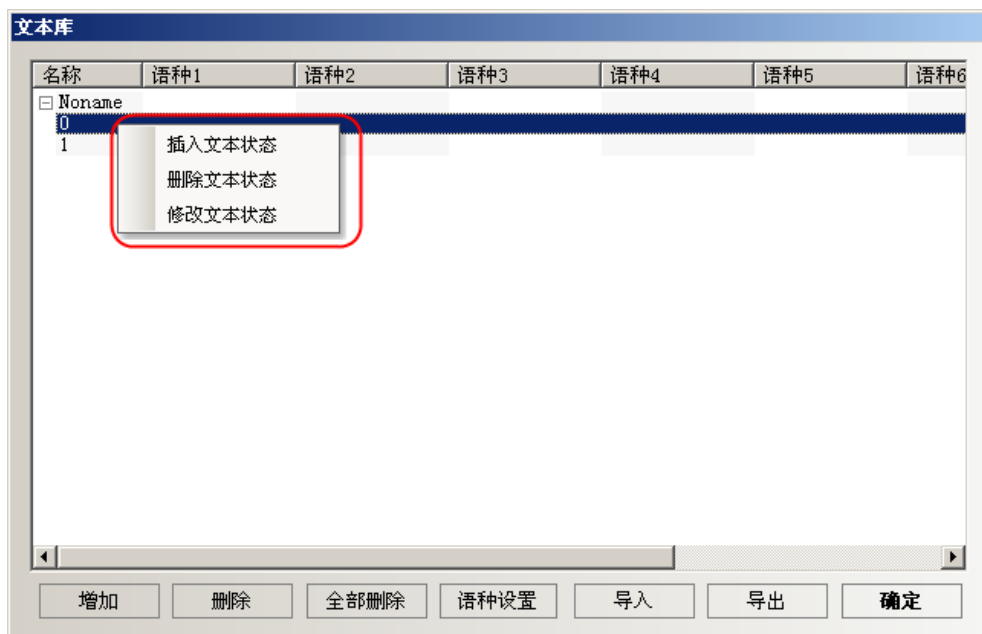 文本库
名称 语种1 语种2 语种3 语种4 语种5 语种6
Noname
0
1
插入文本状态
删除文本状态
修改文本状态
增加 删除 全部删除 语种设置 导入 导出 确定